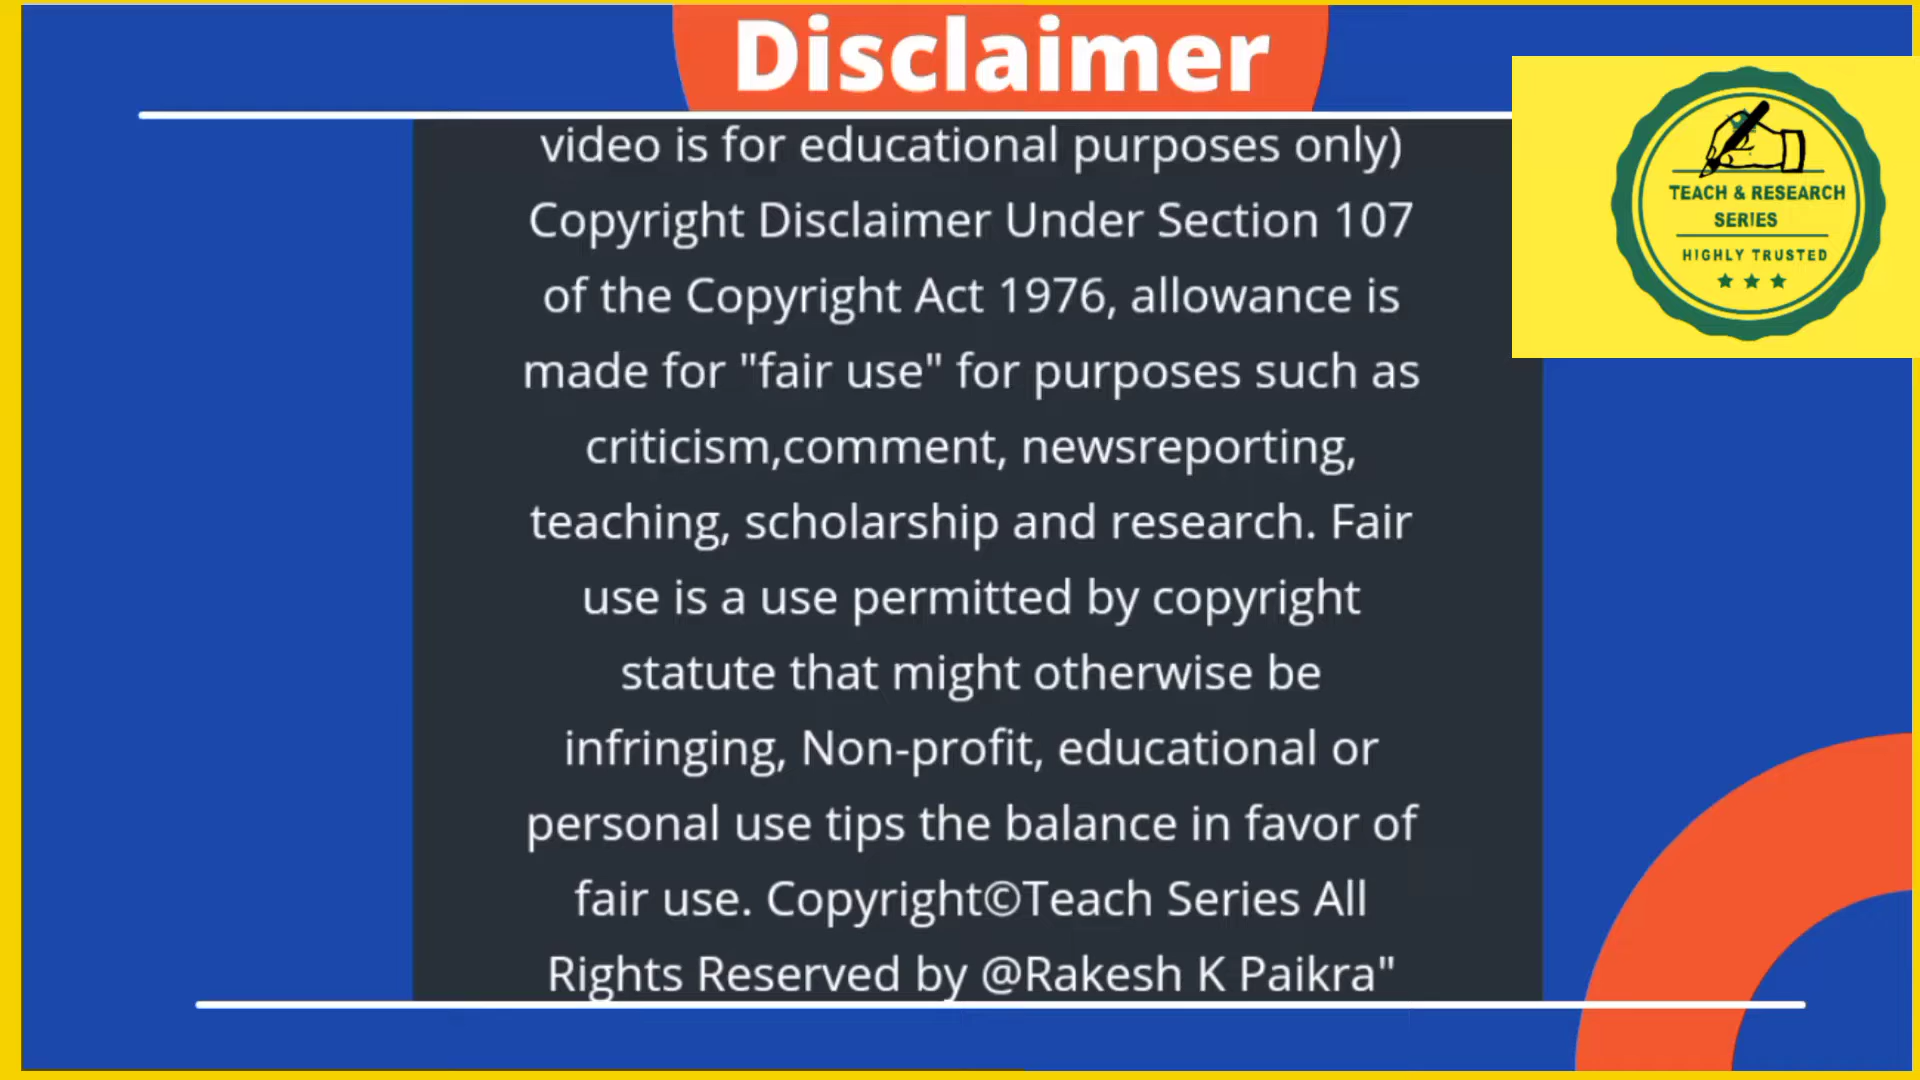 Disclaimer
video is for educational purposes only)
Copyright Disclaimer Under Section 107
of the Copyright Act 1976, allowance is
made for "fair use" for purposes such as
criticism,comment, newsreporting,
teaching, scholarship and research. Fair
use is a use permitted by copyright
statute that might otherwise be
infringing, Non-profit, educational or
personal use tips the balance in favor of
fair use. Copyright©Teach Series All
Rights Reserved by @Rakesh K Paikra"
TEACH & RESEARCH
SERIES
HIGHLY TRUSTED